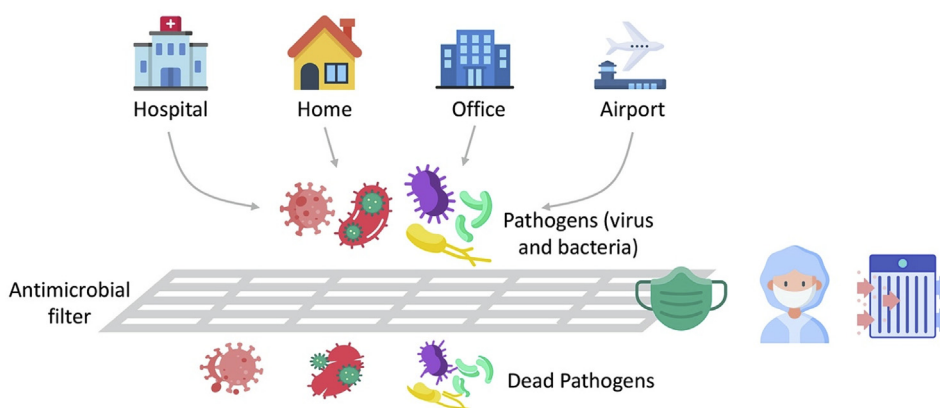 Hospital
Home
Office
Airport
Pathogens (virus
and bacteria)
Antimicrobial
filter
Dead Pathogens